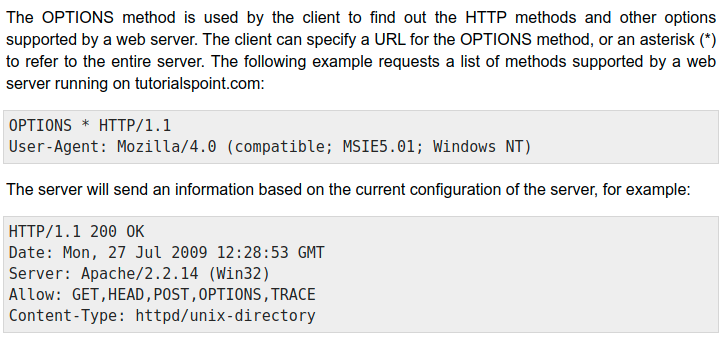 The OPTIONS method is used by the client to find out the HTTP methods and other options
supported by a web server. The client can specify a URL for the OPTIONS method, or an asterisk (*)
to refer to the entire server. The following example requests a list of methods supported by a web
server running on tutorialspoint.com:
OPTIONS * HTTP/1.1
User-Agent: Mozilla/4.0 (compatible; MSIE5.01; Windows NT)
The server will send an information based on the current configuration of the server, for example:
HTTP/1.1 200 OK
Date: Mon, 27 Jul 2009 12:28:53 GMT
Server: Apache/2.2.14 (Win32)
Allow: GET,HEAD,POST,OPTIONS,TRACE
Content-Type: httpd/unix-directory